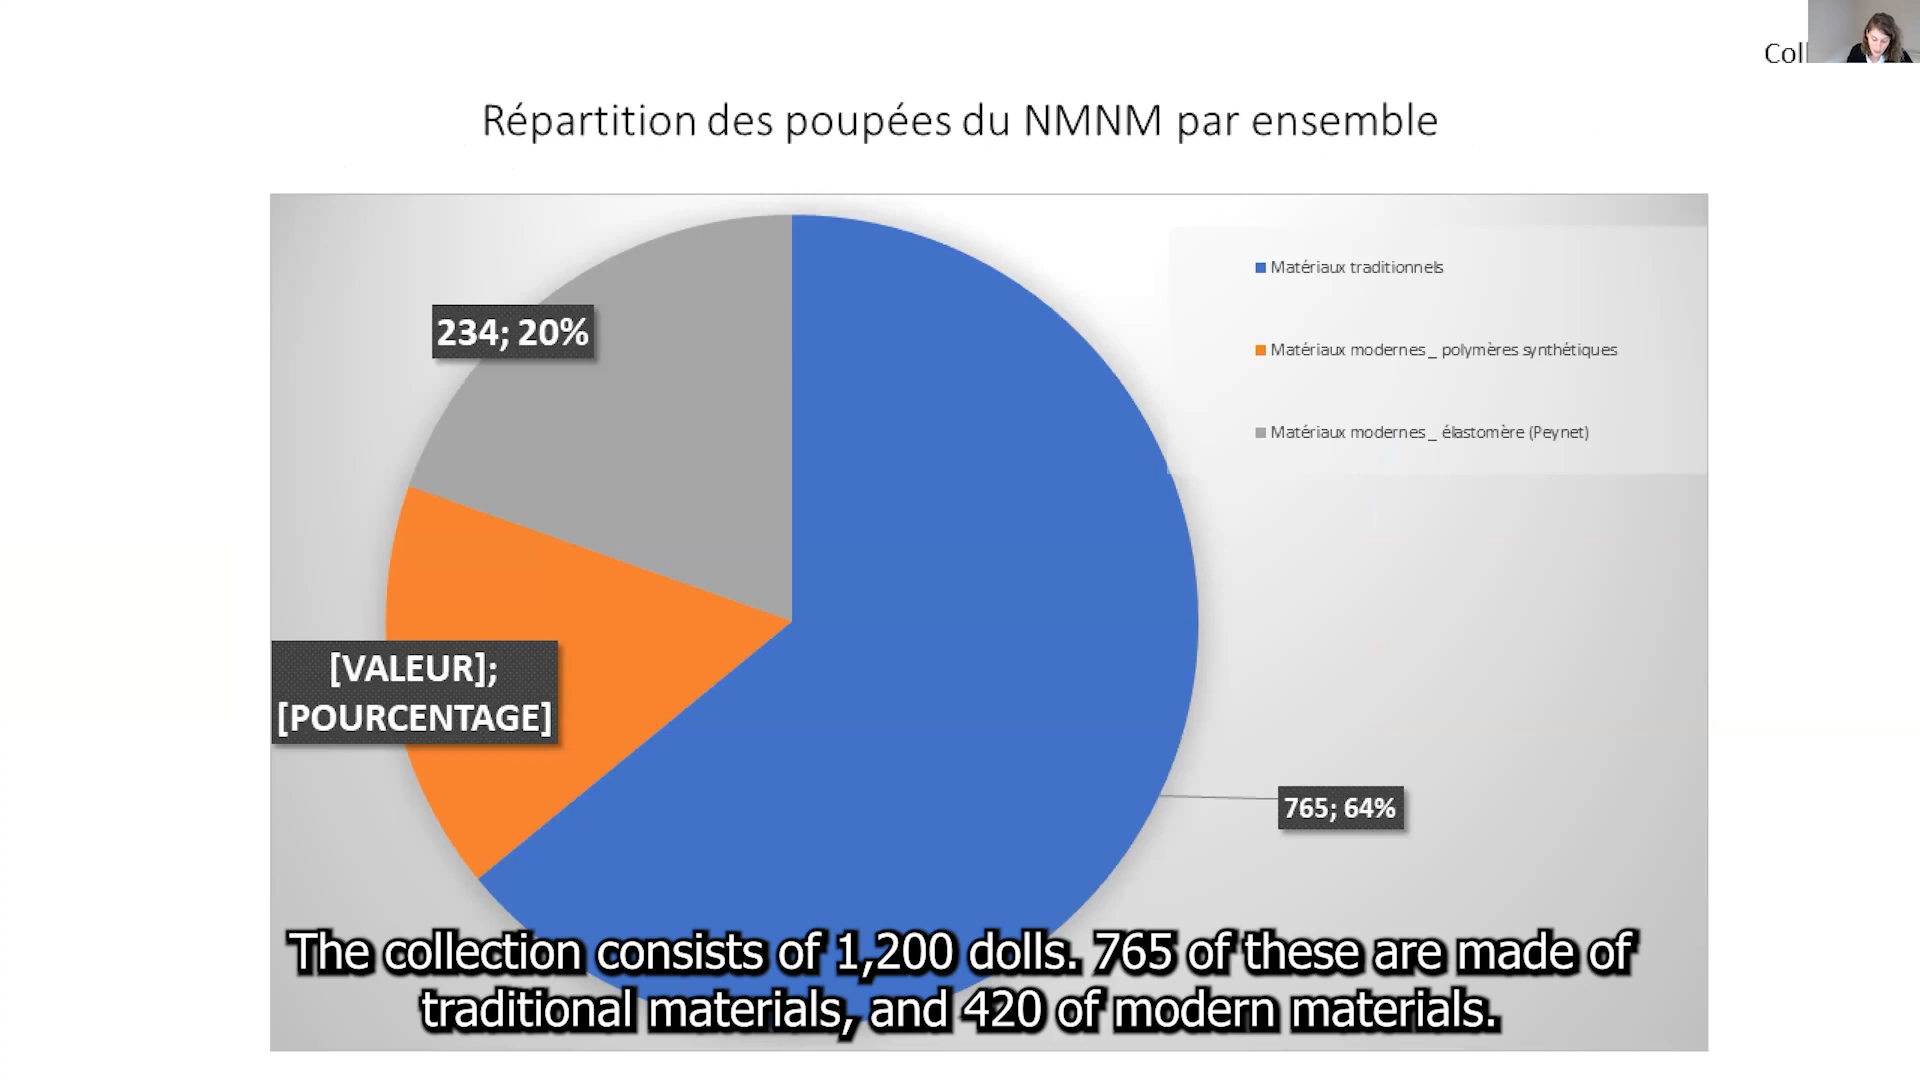 Répartition des poupées du NMNM par ensemble
Matériaux traditionnels
234; 20%
Matériaux modernes _ polymères synthétiques
Matériaux modernes _ élastomère (Peynet)
[VALEUR];
[POURCENTAGE]
765; 64%
The collection consists of 1,200 dolls. 765 of these are made of
traditional materials, and 420 of modern materials.